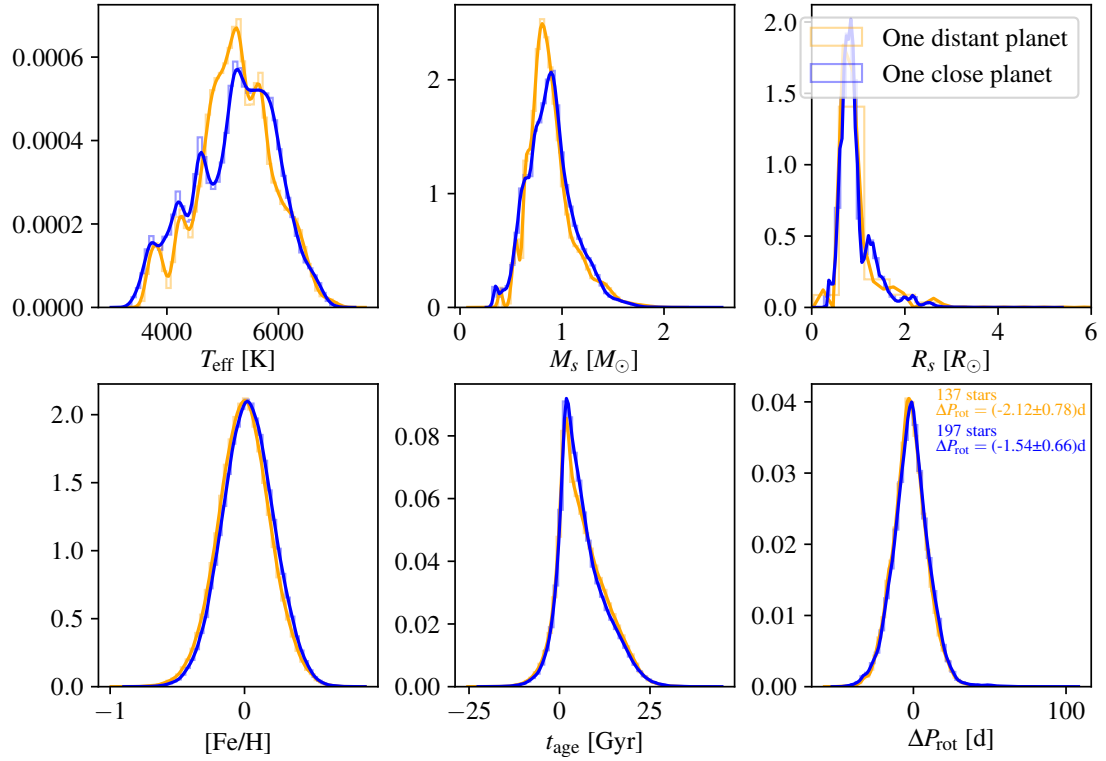 0.0006
0.0004
0.0002
0.0000
4000 6000
T_eff [K]
2
1
0
0 1 2
M_s [M_⊙]
2.0
1.5
1.0
0.5
0.0
0 2 4 6
R_s [R_⊙]
One distant planet
One close planet
2.0
1.5
1.0
0.5
0.0
−1 0
[Fe/H]
0.08
0.06
0.04
0.02
0.00
−25 0 25
t_age [Gyr]
0.04
0.03
0.02
0.01
0.00
0 100
ΔP_rot [d]
137 stars
ΔP_rot = (-2.12±0.78)d
197 stars
ΔP_rot = (-1.54±0.66)d